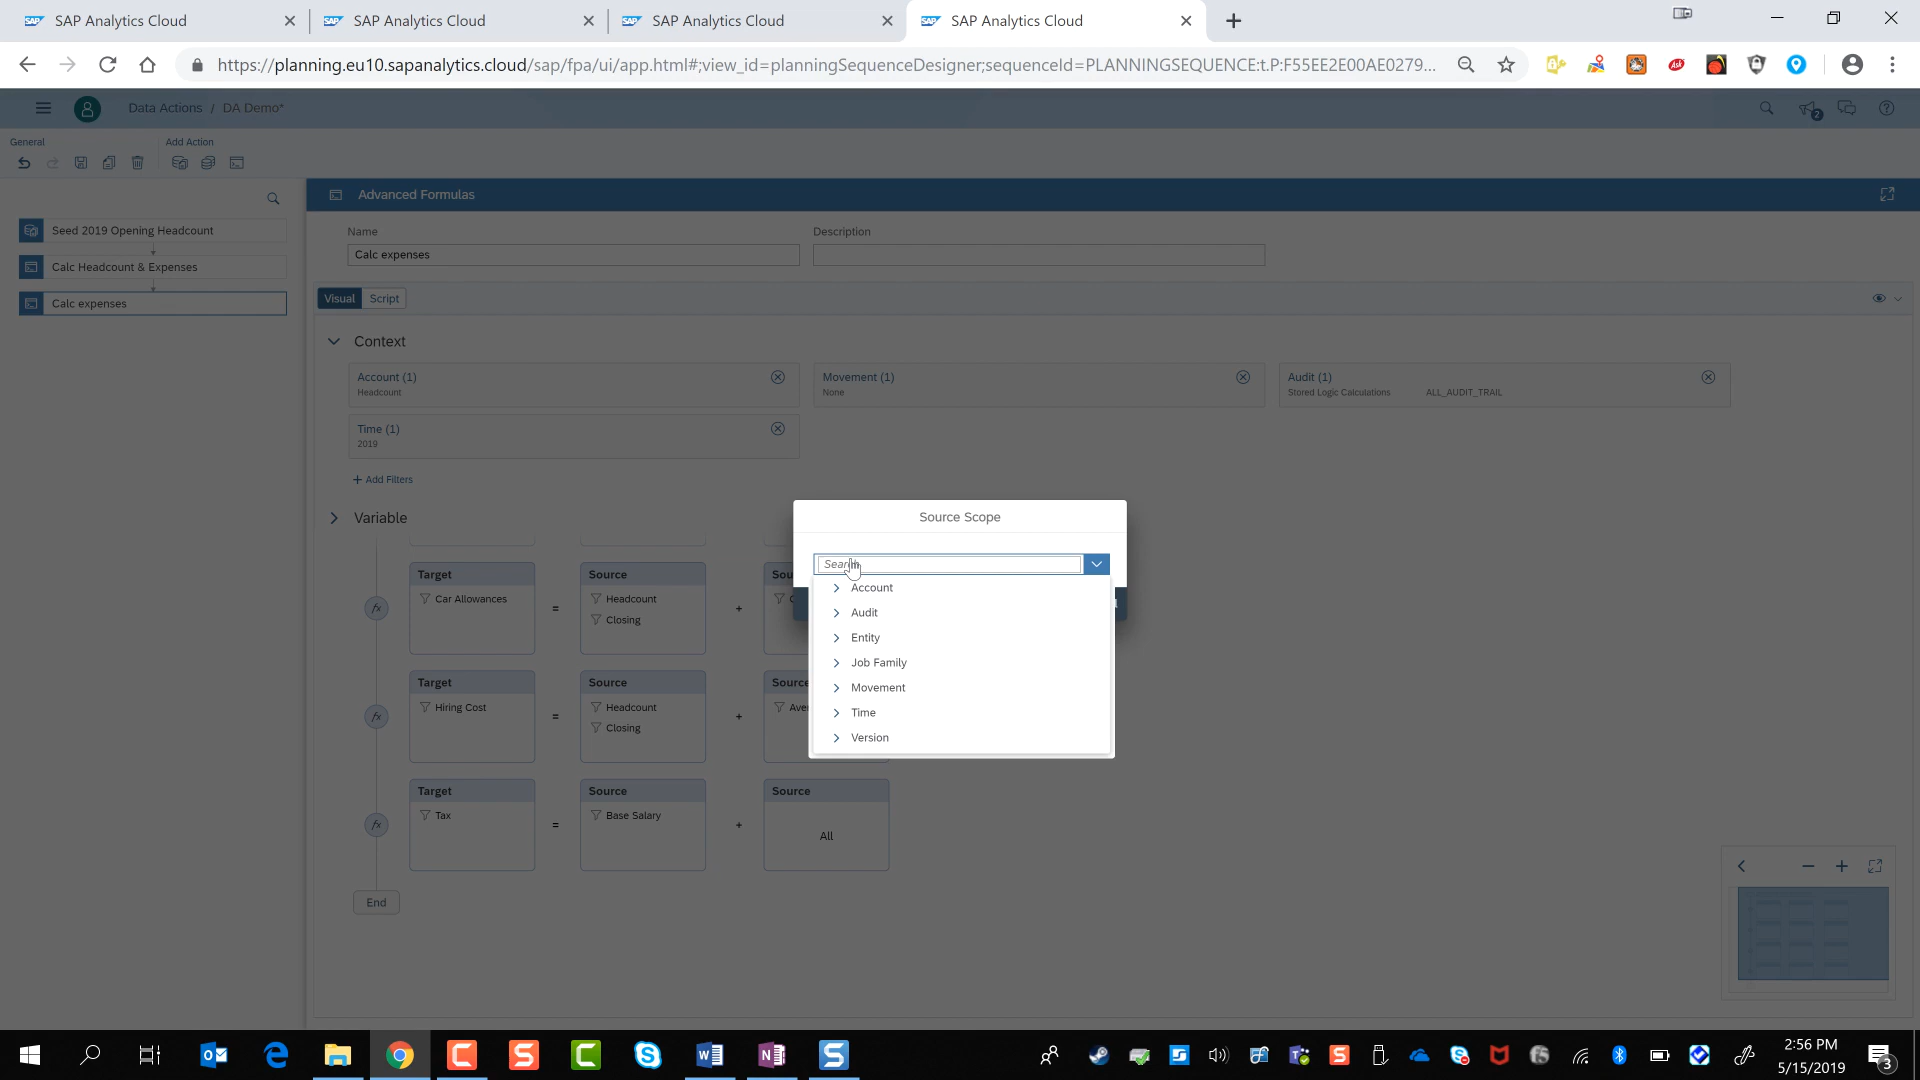 SAP Analytics Cloud
SAP Analytics Cloud
SAP Analytics Cloud
SAP Analytics Cloud
https://planning.eu10.sapanalytics.cloud/sap/fpa/ui/app.html#;view_id=planningSequenceDesigner;sequenceId=PLANNINGSEQUENCE:t.P:F55EE2E00AE0279...
Data Actions / DA Demo*
2
General
Add Action
Seed 2019 Opening Headcount
Calc Headcount & Expenses
Calc expenses
Advanced Formulas
Name
Description
Calc expenses
Visual
Script
Context
Account (1)
Headcount
Movement (1)
None
Audit (1)
Stored Logic Calculations ALL_AUDIT_TRAIL
Time (1)
2019
+ Add Filters
Variable
Target
Car Allowances
=
Source
Headcount
Closing
+
Target
Hiring Cost
=
Source
Headcount
Closing
+
Source
Target
Tax
=
Source
Base Salary
+
Source
All
End
Source Scope
Search
Account
Audit
Entity
Job Family
Movement
Time
Version
2:56 PM
5/15/2019
3